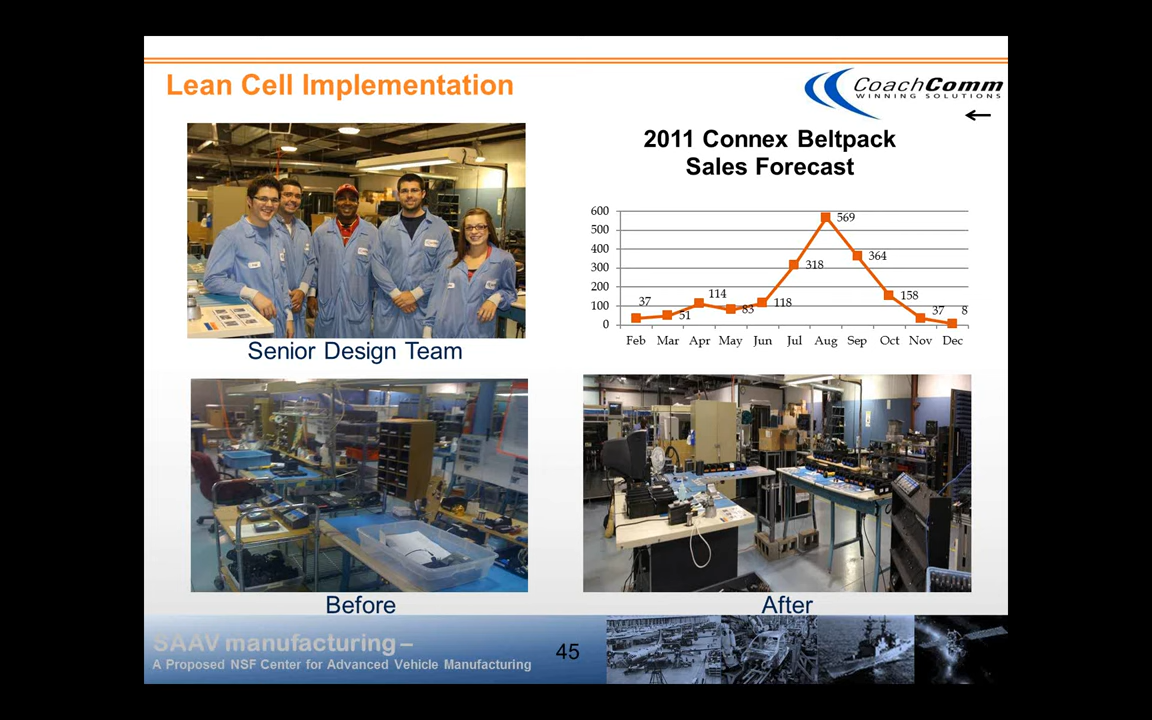 Lean Cell Implementation
CoachComm
WINNING SOLUTIONS
2011 Connex Beltpack
Sales Forecast
600
500
400
300
200
100
0
37
51
114
83
118
318
569
364
158
37
8
Feb Mar Apr May Jun Jul Aug Sep Oct Nov Dec
Senior Design Team
Before
After
SAAV manufacturing –
A Proposed NSF Center for Advanced Vehicle Manufacturing
45